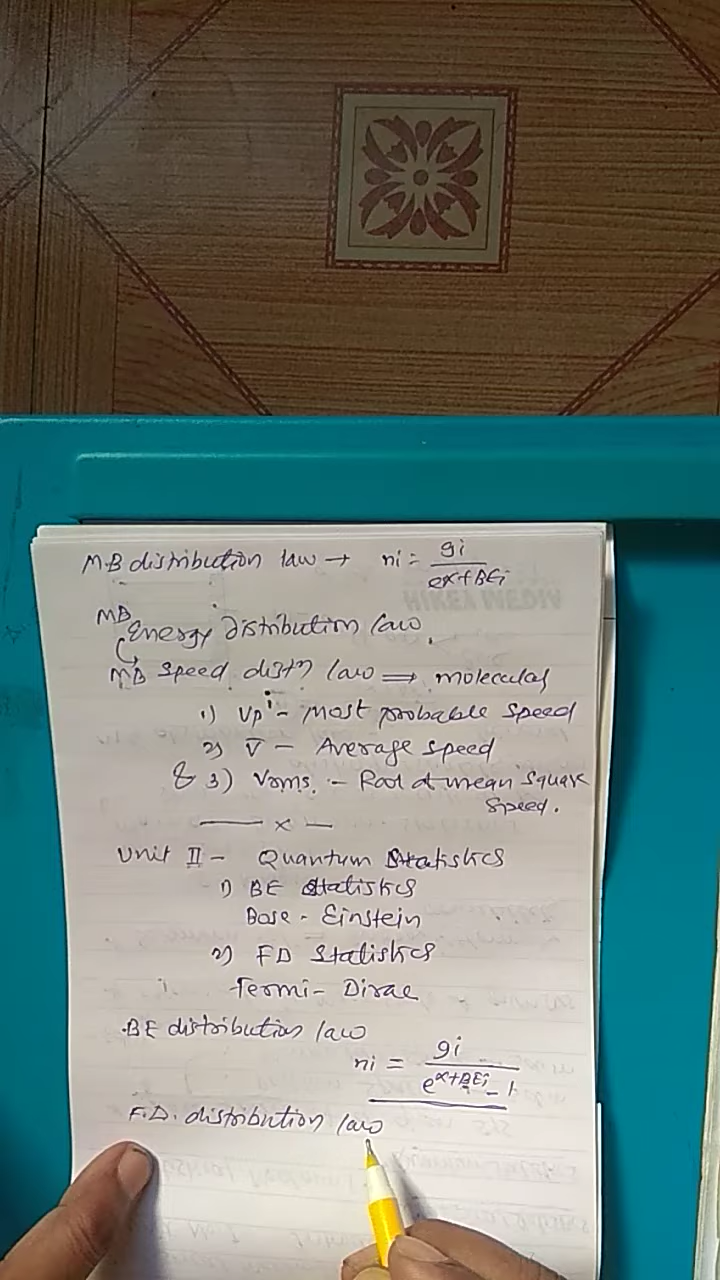 M.B distribution law → ni = gi / e^α+βEi
MB Energy distribution law.
MB speed distn law ⇒ molecular
1) Vp - Most probable speed
2) V̅ - Average speed
& 3) Vrms. - Root mean square speed.
— x —
Unit II - Quantum Statistics
1) BE Statistics
Bose - Einstein
2) FD Statistics
Fermi - Dirac
BE distribution law
ni = gi / e^α+βEi - 1
F.D. distribution law